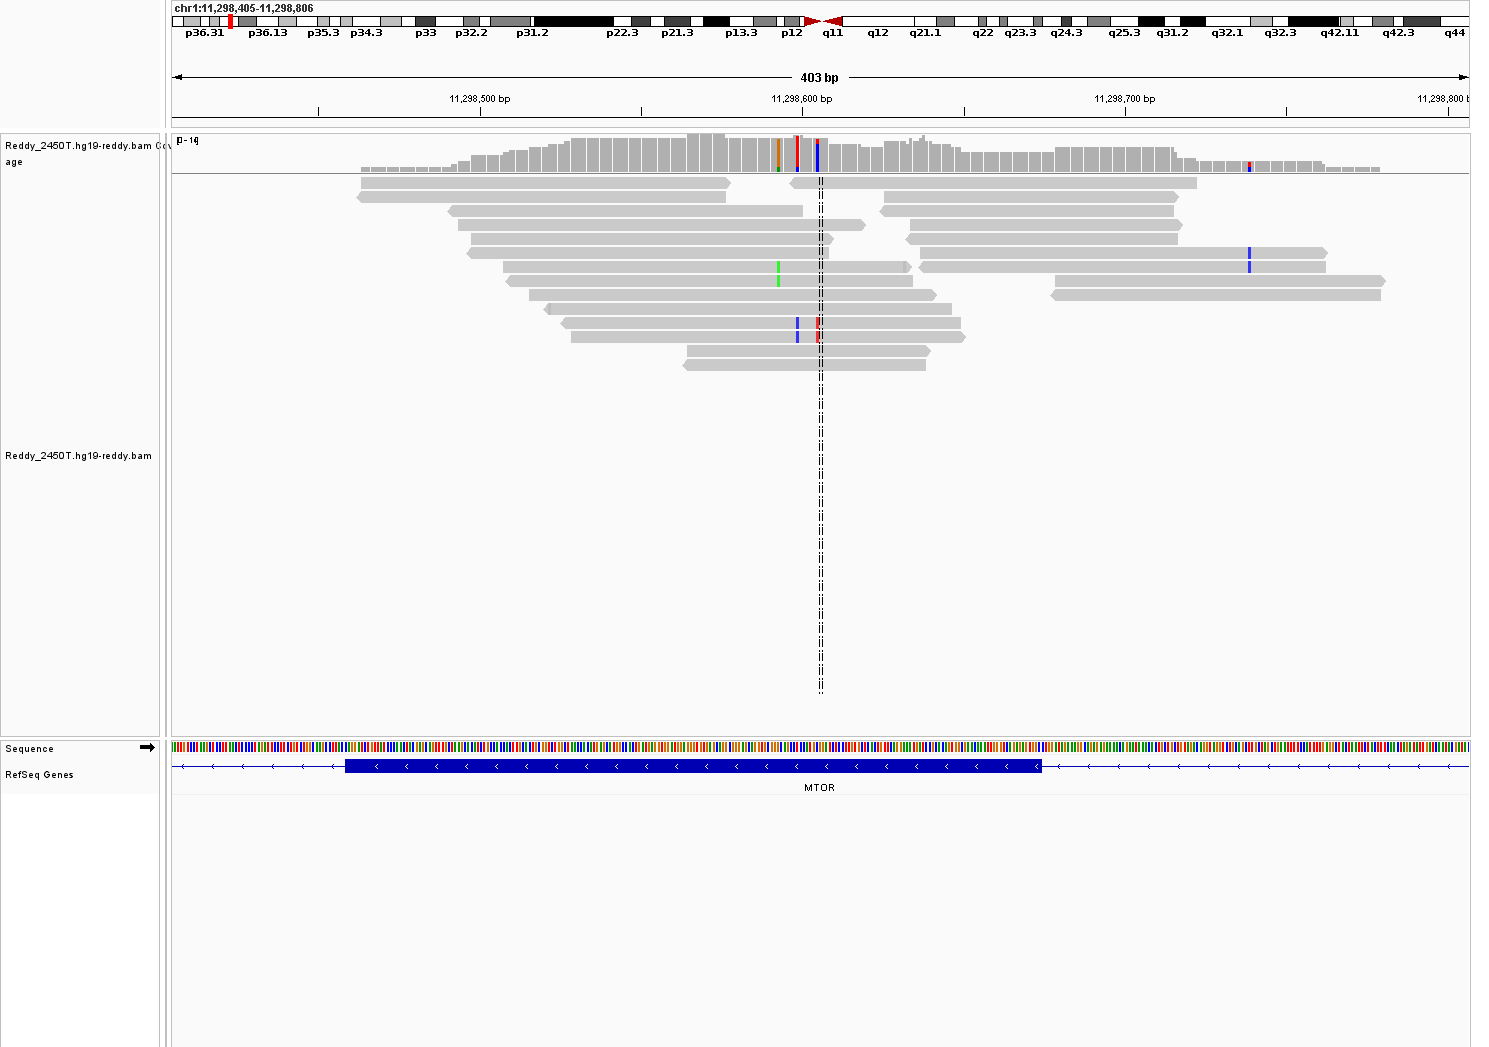 chr1:11,298,405-11,298,806
p36.31 p36.13 p35.3 p34.3 p33 p32.2 p31.2 p22.3 p21.3 p13.3 p12 q11 q12 q21.1 q22 q23.3 q24.3 q25.3 q31.2 q32.1 q32.3 q42.11 q42.3 q44
403 bp
11,298,500 bp 11,298,600 bp 11,298,700 bp 11,298,800 b
Reddy_2450T.hg19-reddy.bam Cov
age
Reddy_2450T.hg19-reddy.bam
Sequence
RefSeq Genes
MTOR